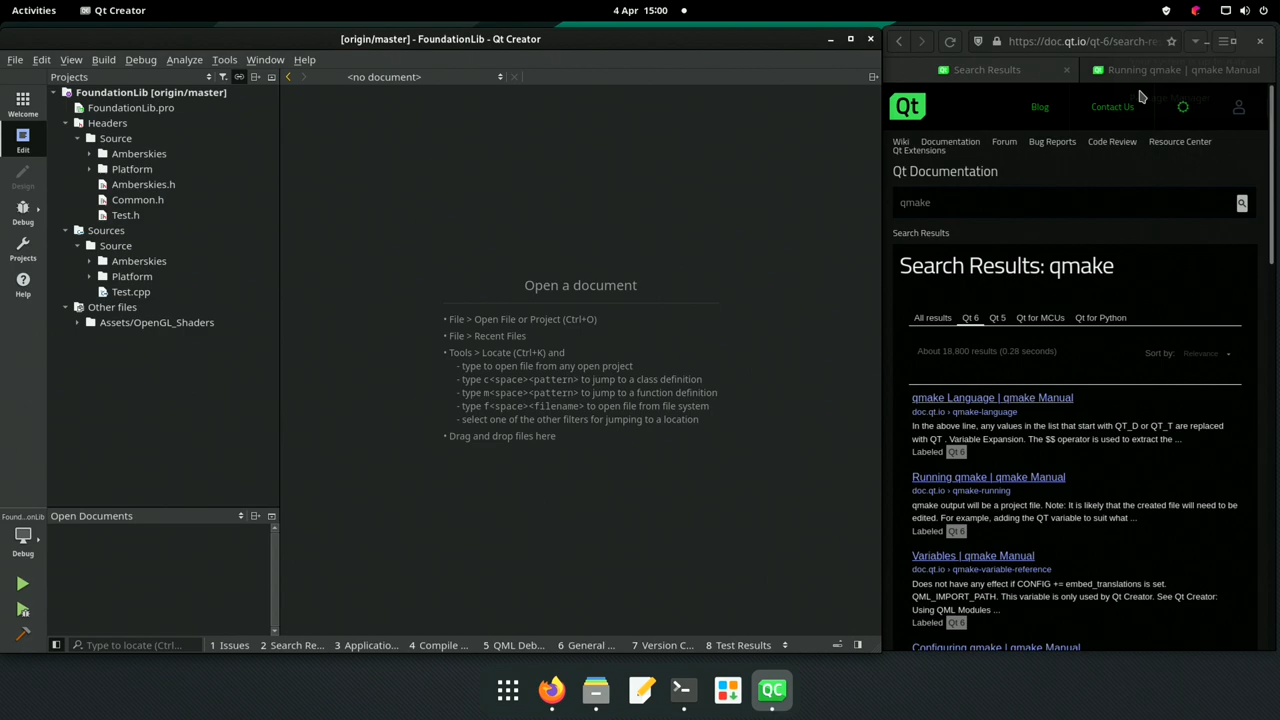 Activities
Qt Creator
4 Apr 15:00
[origin/master] - FoundationLib - Qt Creator
File Edit View Build Debug Analyze Tools Window Help
Projects
<no document>
Welcome
Edit
Design
Debug
Projects
Help
FoundationLib [origin/master]
FoundationLib.pro
Headers
Source
Amberskies
Platform
Amberskies.h
Common.h
Test.h
Sources
Source
Amberskies
Platform
Test.cpp
Other files
Assets/OpenGL_Shaders
Open a document
• File > Open File or Project (Ctrl+O)
• File > Recent Files
• Tools > Locate (Ctrl+K) and
- type to open file from any open project
- type c<space><pattern> to jump to a class definition
- type m<space><pattern> to jump to a function definition
- type f<space><filename> to open file from file system
- select one of the other filters for jumping to a location
• Drag and drop files here
Found...onLib
Debug
Open Documents
Type to locate (Ctrl...
1 Issues
2 Search Re...
3 Applicatio...
4 Compile ...
5 QML Deb...
6 General ...
7 Version C...
8 Test Results
https://doc.qt.io/qt-6/search-res
Search Results
Running qmake | qmake Manual
Qt
Blog
Contact Us
Wiki Documentation Forum Bug Reports Code Review Resource Center
Qt Extensions
Qt Documentation
qmake
Search Results
Search Results: qmake
All results Qt 6 Qt 5 Qt for MCUs Qt for Python
About 18,800 results (0.28 seconds)
Sort by: Relevance
qmake Language | qmake Manual
doc.qt.io › qmake-language
In the above line, any values in the list that start with QT_D or QT_T are replaced
with QT . Variable Expansion. The $$ operator is used to extract the ...
Labeled Qt 6
Running qmake | qmake Manual
doc.qt.io › qmake-running
qmake output will be a project file. Note: It is likely that the created file will need to be
edited. For example, adding the QT variable to suit what ...
Labeled Qt 6
Variables | qmake Manual
doc.qt.io › qmake-variable-reference
Does not have any effect if CONFIG += embed_translations is set.
QML_IMPORT_PATH. This variable is only used by Qt Creator. See Qt Creator:
Using QML Modules ...
Labeled Qt 6
Configuring qmake | qmake Manual
QC